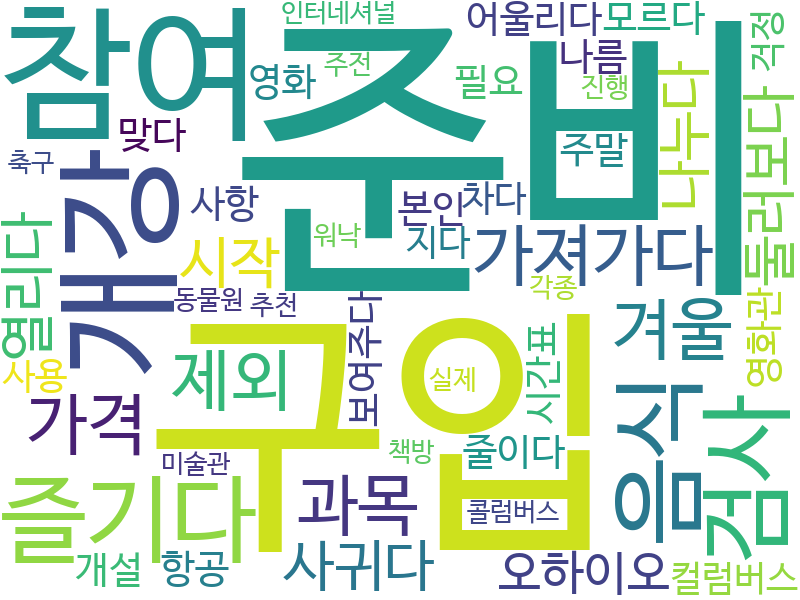 인터네셔널
어울리다
모르다
걱정
참여
준비
나름
영화
주전
필요
진행
나누다
둘러보다
맞다
주말
축구
개강
사항
본인
차다
워낙
지다
가져가다
열리다
시작
동물원
추천
각종
겨울
영화관
보여주다
구입
제외
실제
시간표
사용
가격
음식
검사
미술관
책방
줄이다
즐기다
과목
콜럼버스
개설
항공
사귀다
오하이오
컬럼버스